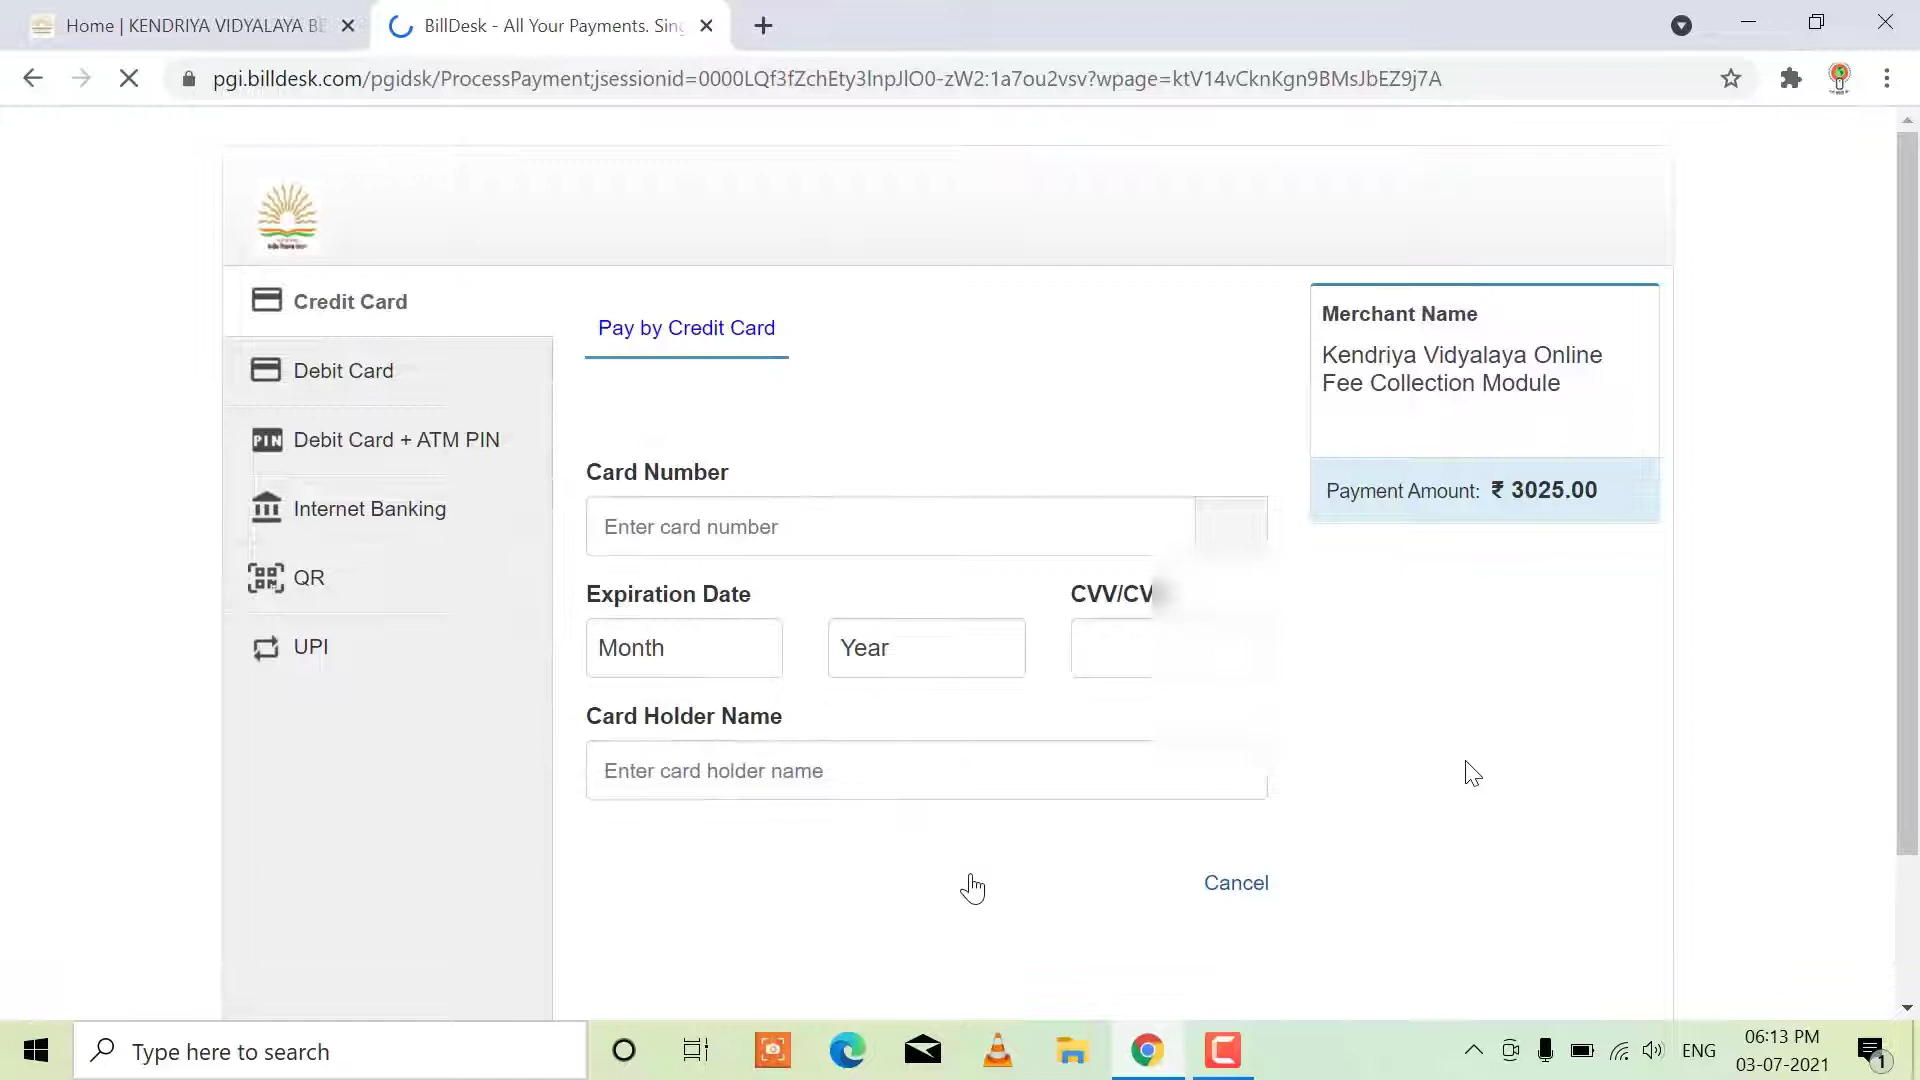 Home | KENDRIYA VIDYALAYA BE
BillDesk - All Your Payments. Sing
pgi.billdesk.com/pgidsk/ProcessPayment;jsessionid=0000LQf3fZchEty3lnpJlO0-zW2:1a7ou2vsv?wpage=ktV14vCknKgn9BMsJbEZ9j7A
Credit Card
Debit Card
PIN Debit Card + ATM PIN
Internet Banking
QR
UPI
Pay by Credit Card
Card Number
Enter card number
Expiration Date
CVV/CV
Month
Year
Card Holder Name
Enter card holder name
Cancel
Merchant Name
Kendriya Vidyalaya Online
Fee Collection Module
Payment Amount: ₹ 3025.00
Type here to search
ENG
06:13 PM
03-07-2021
1